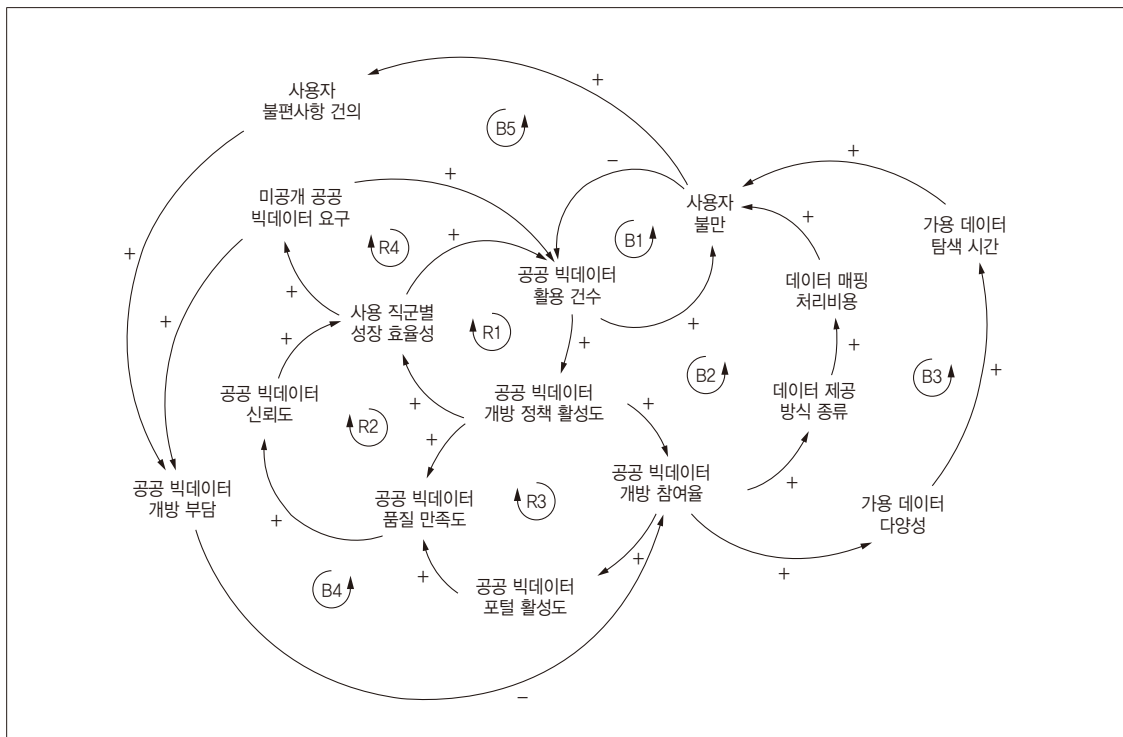 사용자
불편사항 건의
+
B5
+
−
미공개 공공
빅데이터 요구
+
사용자
불만
+
가용 데이터
탐색 시간
+
R4
+
B1
+
공공 빅데이터
활용 건수
데이터 매핑
처리비용
+
사용 직군별
성장 효율성
R1
+
+
+
+
+
B2
B3
+
공공 빅데이터
신뢰도
+
공공 빅데이터
개방 정책 활성도
데이터 제공
방식 종류
R2
+
+
공공 빅데이터
개방 부담
공공 빅데이터
품질 만족도
R3
공공 빅데이터
개방 참여율
+
가용 데이터
다양성
+
B4
+
공공 빅데이터
포털 활성도
+
+
−